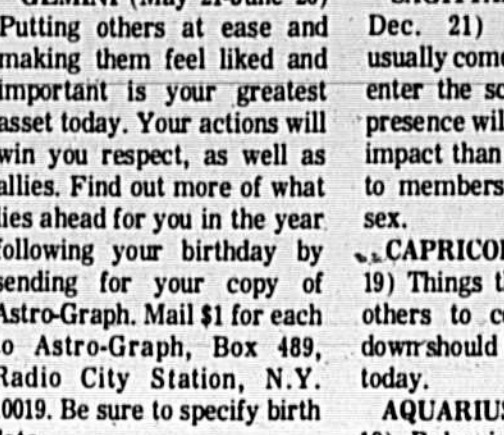 GEMINI (May 21-June 20)
Putting others at ease and
making them feel liked and
important is your greatest
asset today. Your actions will
win you respect, as well as
allies. Find out more of what
lies ahead for you in the year
following your birthday by
sending for your copy of
Astro-Graph. Mail $1 for each
to Astro-Graph, Box 489,
Radio City Station, N.Y.
10019. Be sure to specify birth
Dec. 21)
usually com
enter the sc
presence wil
impact than
to members
sex.
CAPRICO
19) Things t
others to c
down should
today.
AQUARIUS